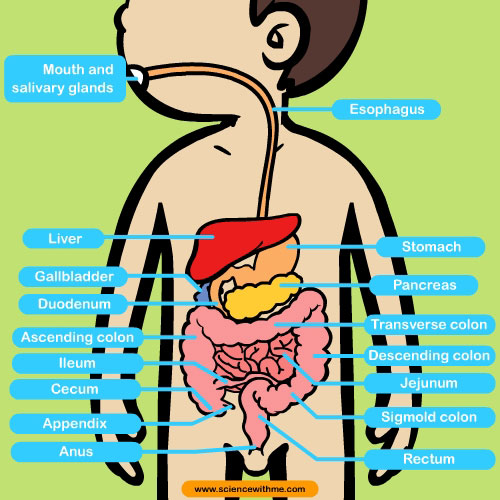 Mouth and
salivary glands
Esophagus
Liver
Stomach
Gallbladder
Pancreas
Duodenum
Transverse colon
Ascending colon
Descending colon
Ileum
Jejunum
Cecum
Sigmold colon
Appendix
Anus
Rectum
www.sciencewithme.com